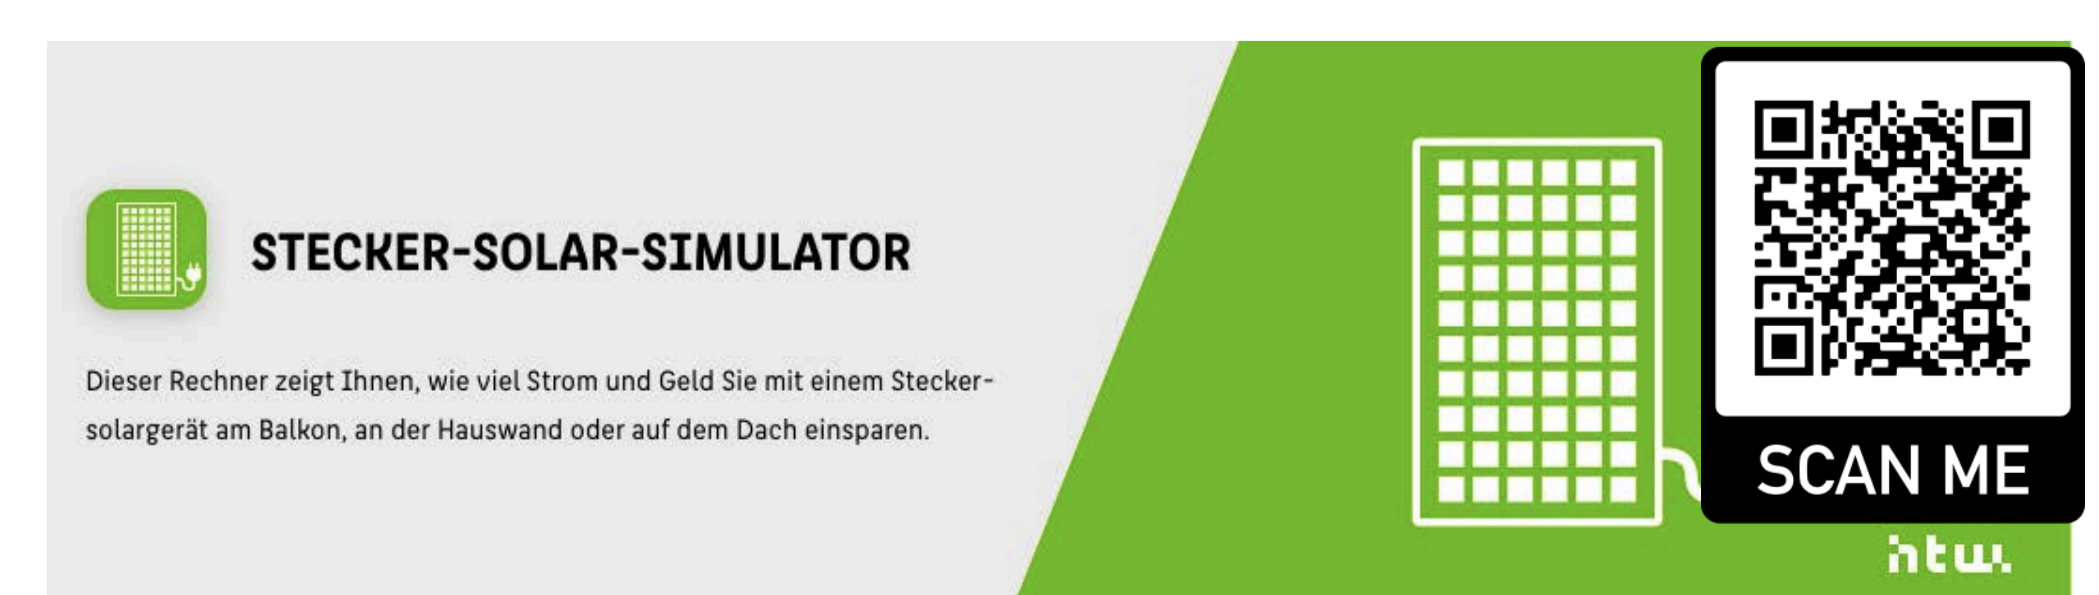 STECKER-SOLAR-SIMULATOR
Dieser Rechner zeigt Ihnen, wie viel Strom und Geld Sie mit einem Stecker-
solargerät am Balkon, an der Hauswand oder auf dem Dach einsparen.
SCAN ME
htw.